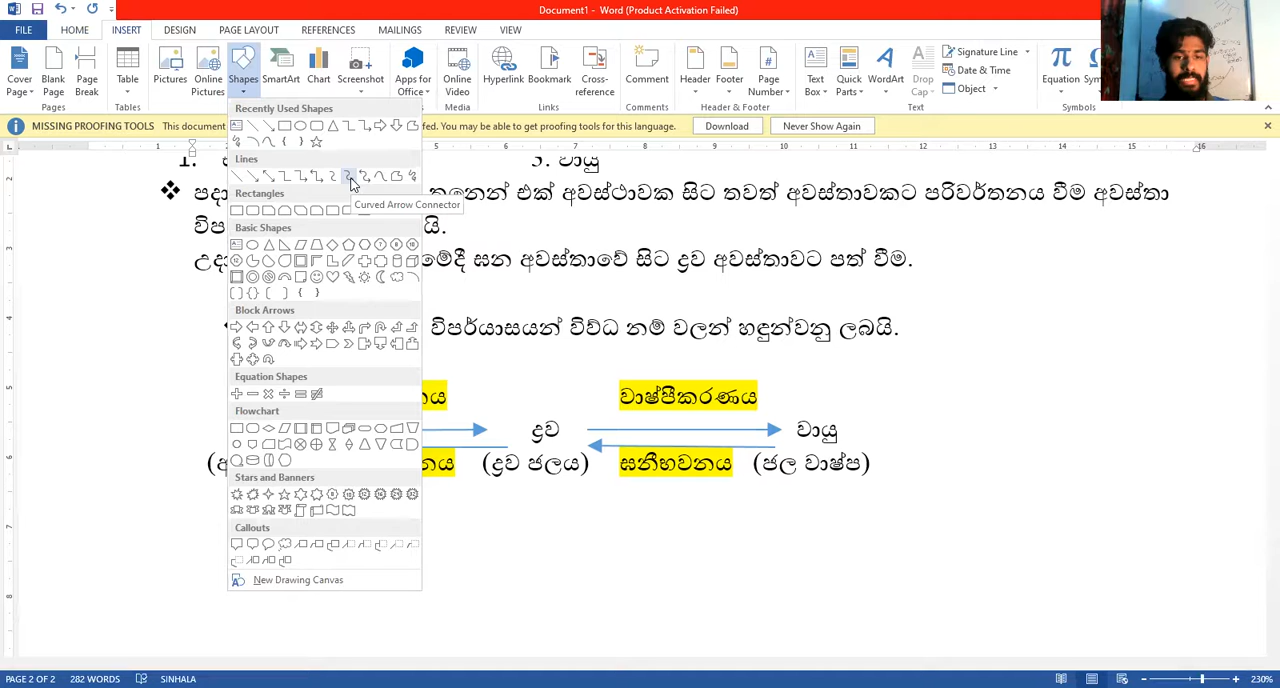 Document1 - Word (Product Activation Failed)
FILE HOME INSERT DESIGN PAGE LAYOUT REFERENCES MAILINGS REVIEW VIEW
Cover Page Blank Page Page Break Table Pictures Online Pictures Shapes SmartArt Chart Screenshot Apps for Office Online Video Hyperlink Bookmark Cross-reference Comment Header Footer Page Number Text Box Quick Parts WordArt Drop Cap Signature Line Date & Time Object Equation
Pages Tables Media Links Comments Header & Footer Text Symbols
MISSING PROOFING TOOLS This document fed. You may be able to get proofing tools for this language. Download Never Show Again
Recently Used Shapes
Lines
Curved Arrow Connector
Rectangles
Basic Shapes
Block Arrows
Equation Shapes
Flowchart
Stars and Banners
Callouts
New Drawing Canvas
1. 3. වායු
එක් අවස්ථාවක සිට තවත් අවස්තාවකට පරිවර්තනය වීම අවස්තා
මේදී ඝන අවස්තාවේ සිට ද්‍රව අවස්තාවට පත් වීම.
විපර්යාසයන් විවිධ නම් වලන් හඳුන්වනු ලබයි.
වාෂ්පීකරණය
ද්‍රව වායු
(ද්‍රව ජලය) ඝනීභවනය (ජල වාෂ්ප)
PAGE 2 OF 2 282 WORDS SINHALA 230%